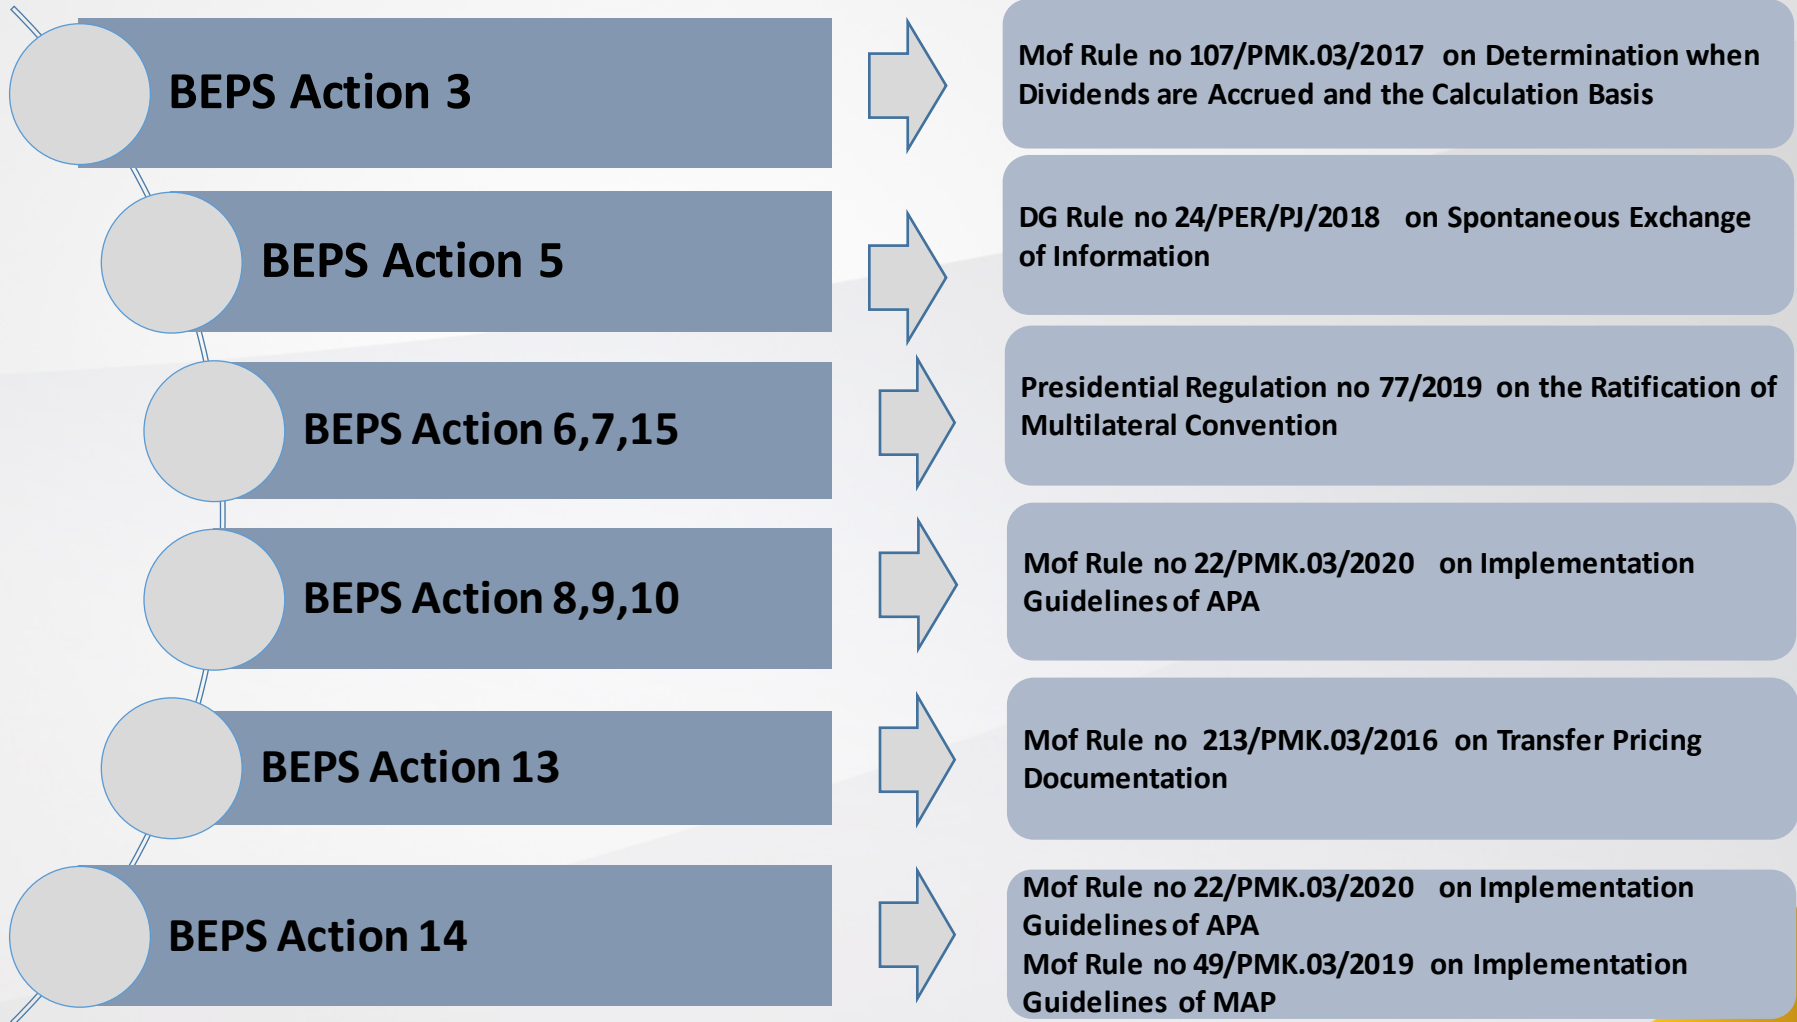 BEPS Action 3
Mof Rule no 107/PMK.03/2017 on Determination when
Dividends are Accrued and the Calculation Basis
BEPS Action 5
DG Rule no 24/PER/PJ/2018 on Spontaneous Exchange
of Information
BEPS Action 6,7,15
Presidential Regulation no 77/2019 on the Ratification of
Multilateral Convention
BEPS Action 8,9,10
Mof Rule no 22/PMK.03/2020 on Implementation
Guidelines of APA
BEPS Action 13
Mof Rule no 213/PMK.03/2016 on Transfer Pricing
Documentation
BEPS Action 14
Mof Rule no 22/PMK.03/2020 on Implementation
Guidelines of APA
Mof Rule no 49/PMK.03/2019 on Implementation
Guidelines of MAP